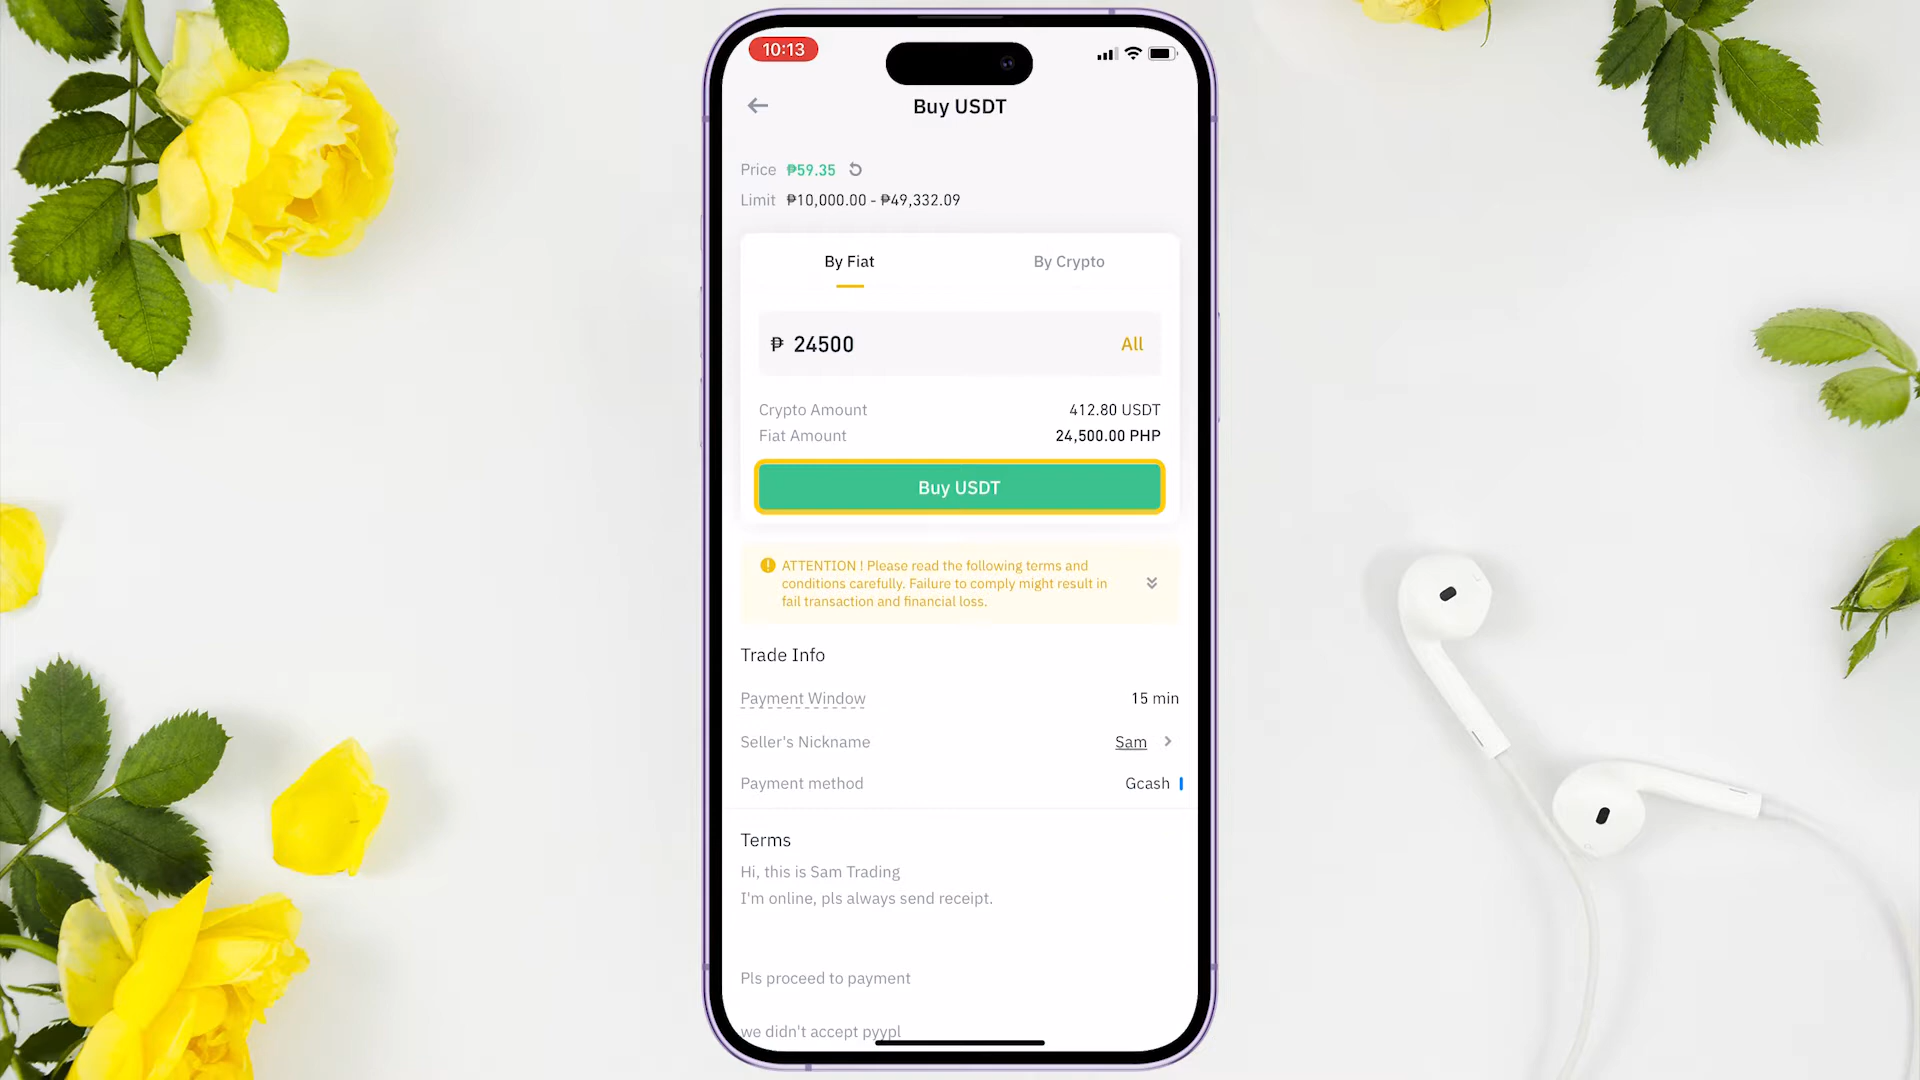 10:13
Buy USDT
Price ₱59.35
Limit ₱10,000.00 - ₱49,332.09
By Fiat By Crypto
₱ 24500 All
Crypto Amount 412.80 USDT
Fiat Amount 24,500.00 PHP
Buy USDT
ATTENTION ! Please read the following terms and
conditions carefully. Failure to comply might result in
fail transaction and financial loss.
Trade Info
Payment Window 15 min
Seller's Nickname Sam
Payment method Gcash
Terms
Hi, this is Sam Trading
I'm online, pls always send receipt.
Pls proceed to payment
we didn't accept pyypl